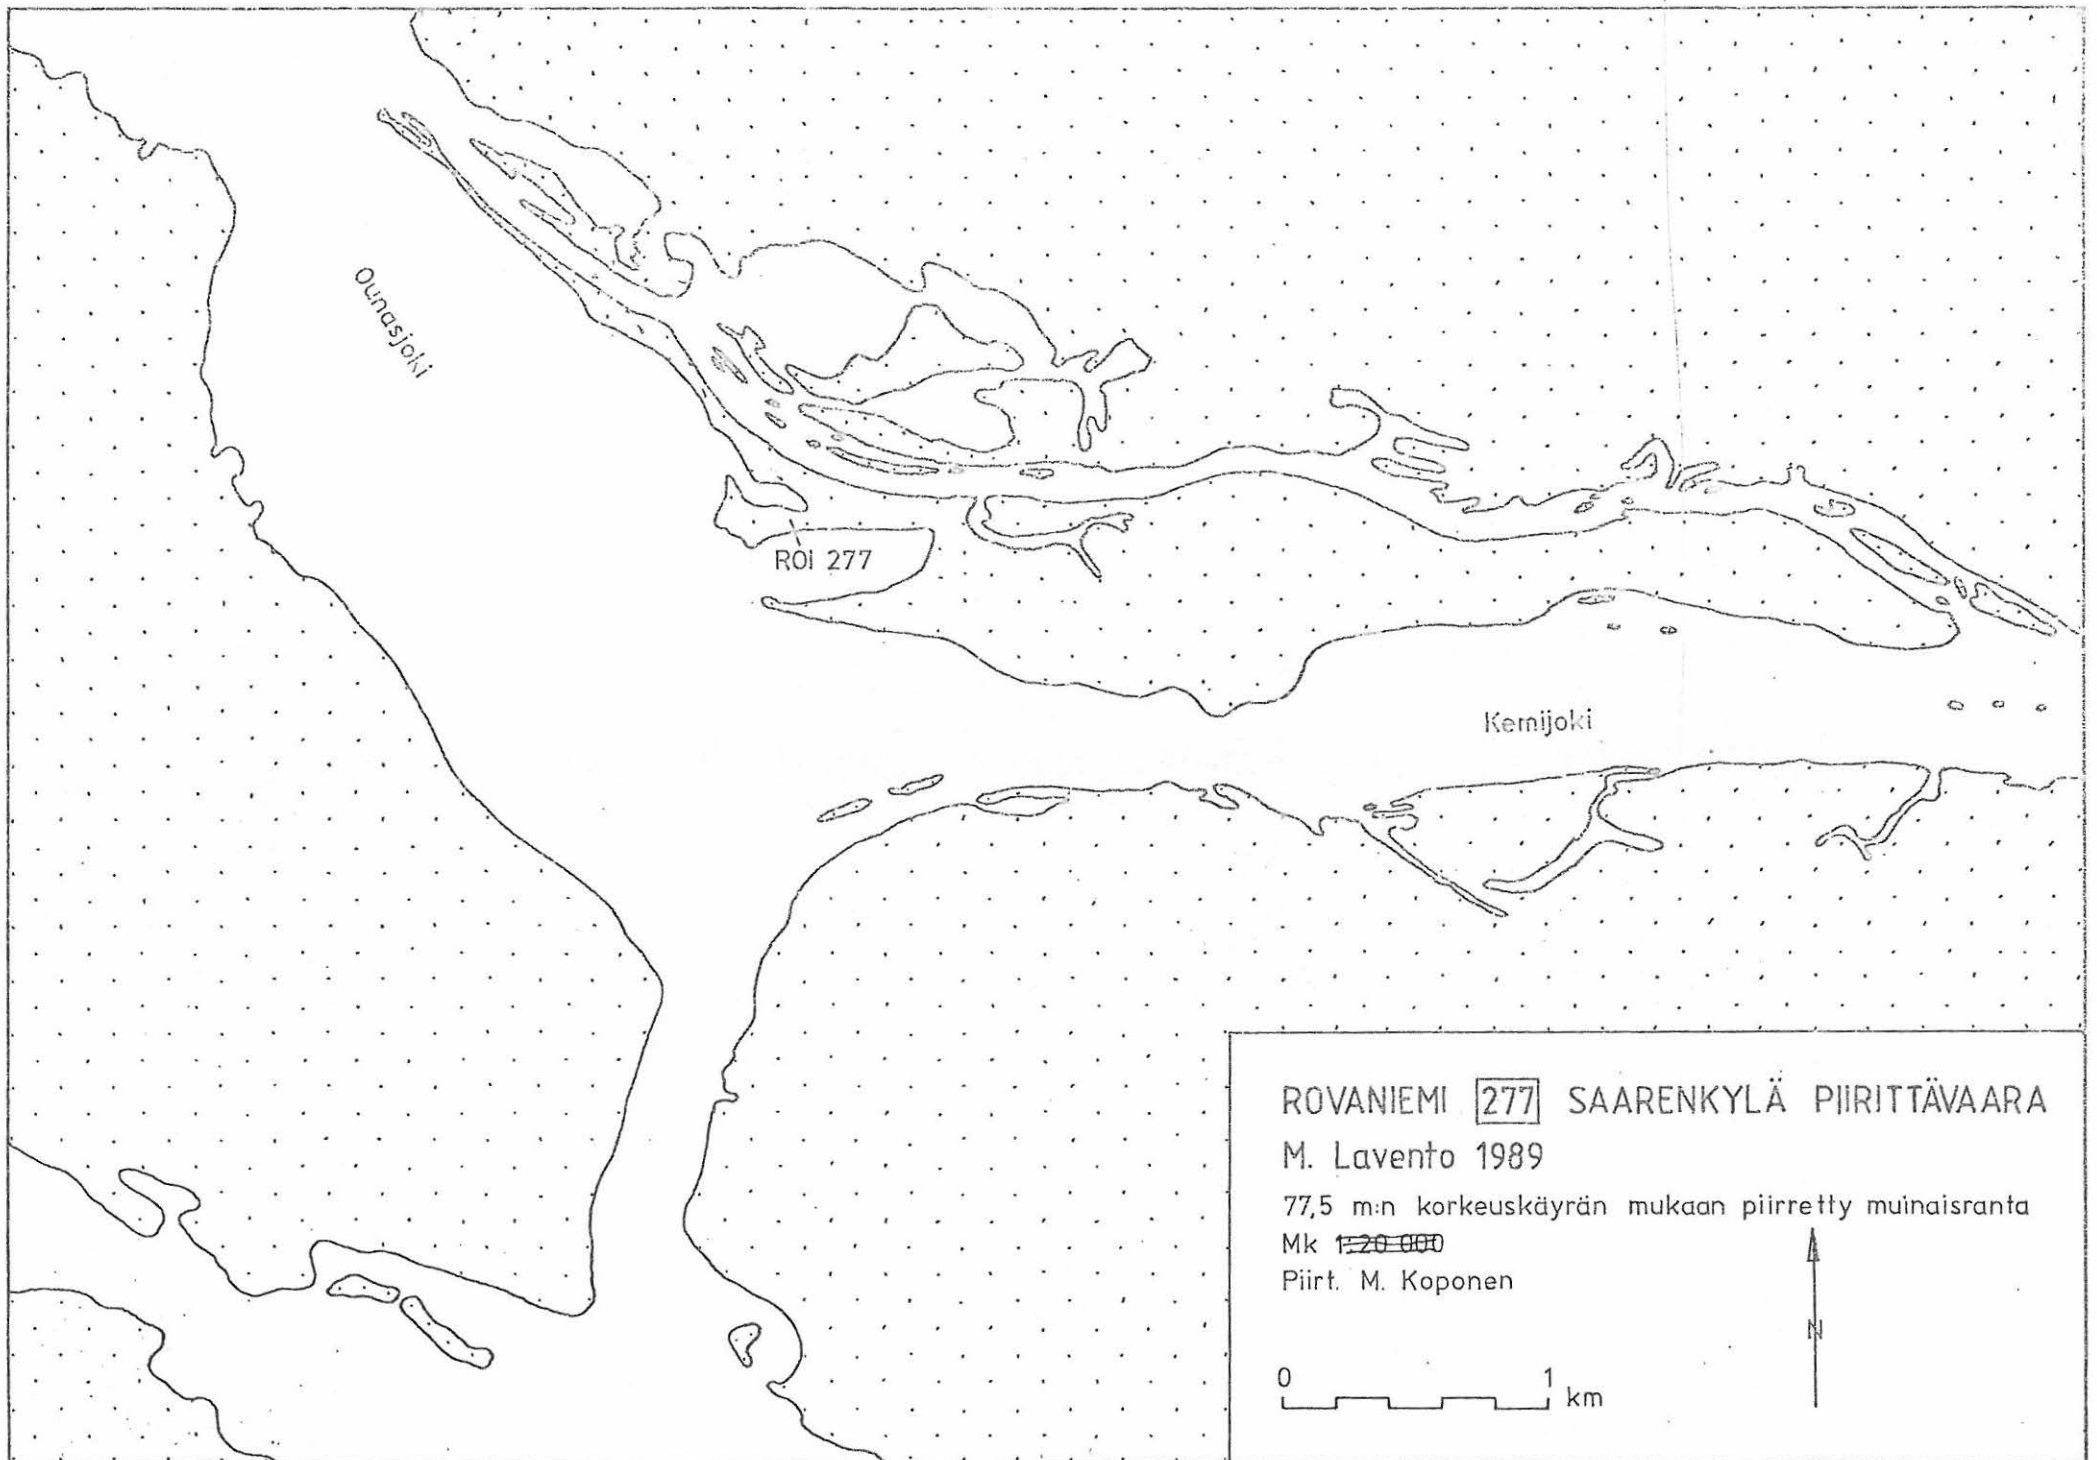 Ounasjoki
ROI 277
Kemijoki
ROVANIEMI 277 SAARENKYLÄ PIIRITTÄVAARA
M. Lavento 1989
77,5 m:n korkeuskäyrän mukaan piirretty muinaisranta
Mk 1:20 000
Piirt. M. Koponen
N
0 1 km